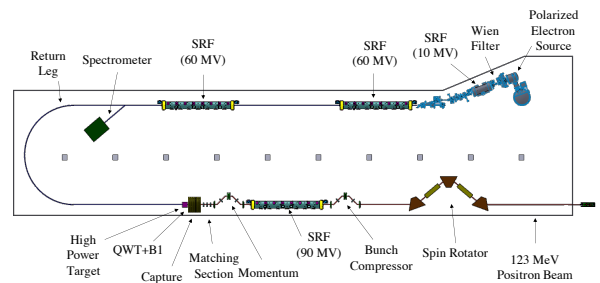 Polarized
Electron
Source
Wien
Filter
SRF
(10 MV)
SRF
(60 MV)
SRF
(60 MV)
Spectrometer
Return
Leg
High
Power
Target
QWT+B1
Capture
Matching
Section
Momentum
SRF
(90 MV)
Bunch
Compressor
Spin Rotator
123 MeV
Positron Beam